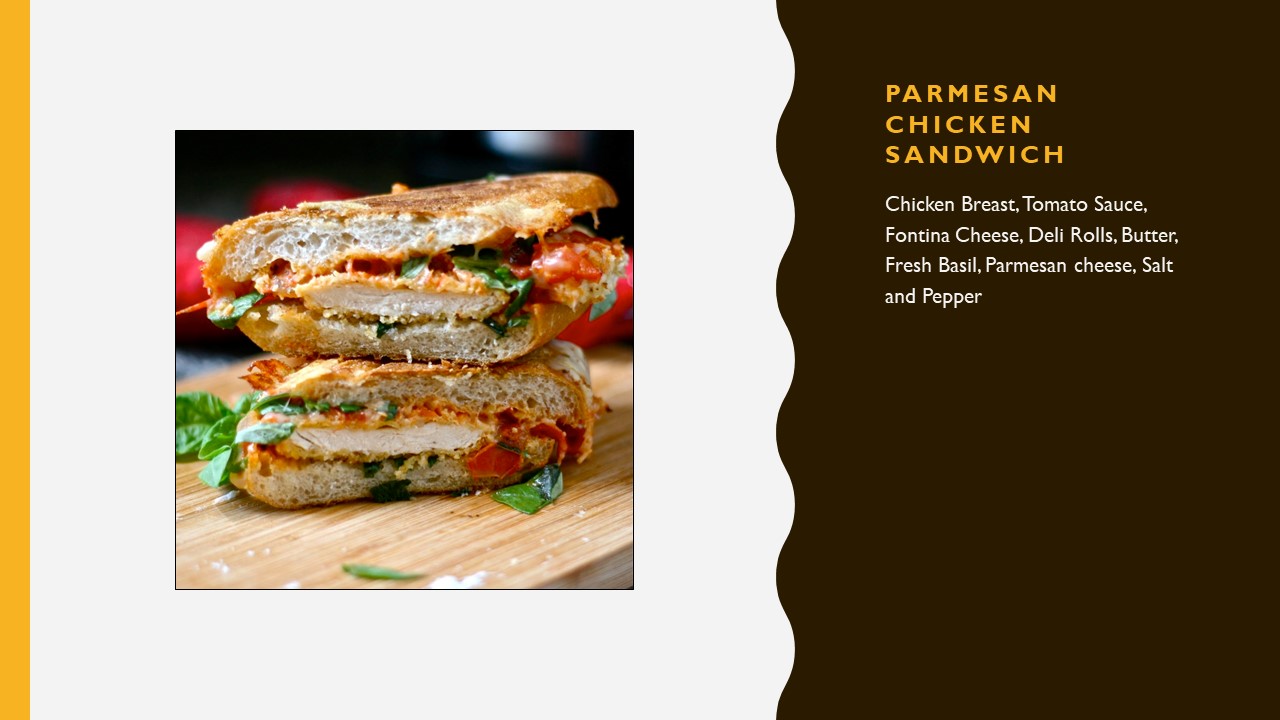 PARMESAN
CHICKEN
SANDWICH
Chicken Breast, Tomato Sauce,
Fontina Cheese, Deli Rolls, Butter,
Fresh Basil, Parmesan cheese, Salt
and Pepper